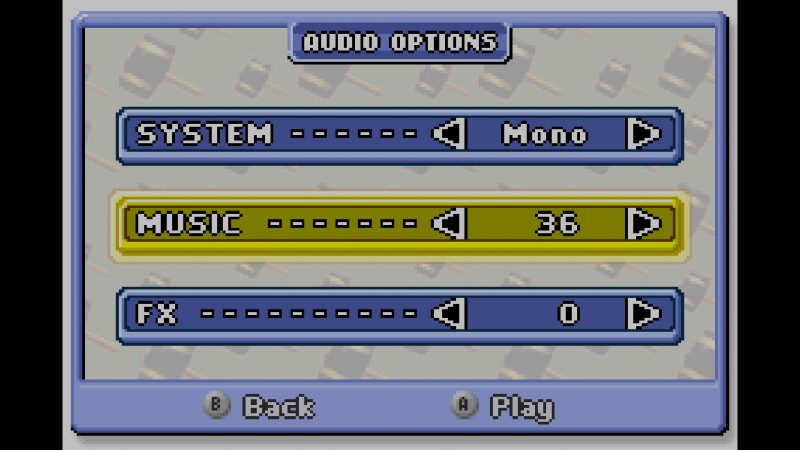 AUDIO OPTIONS
SYSTEM ------ Mono
MUSIC ------- 36
FX ---------- 0
B Back A Play